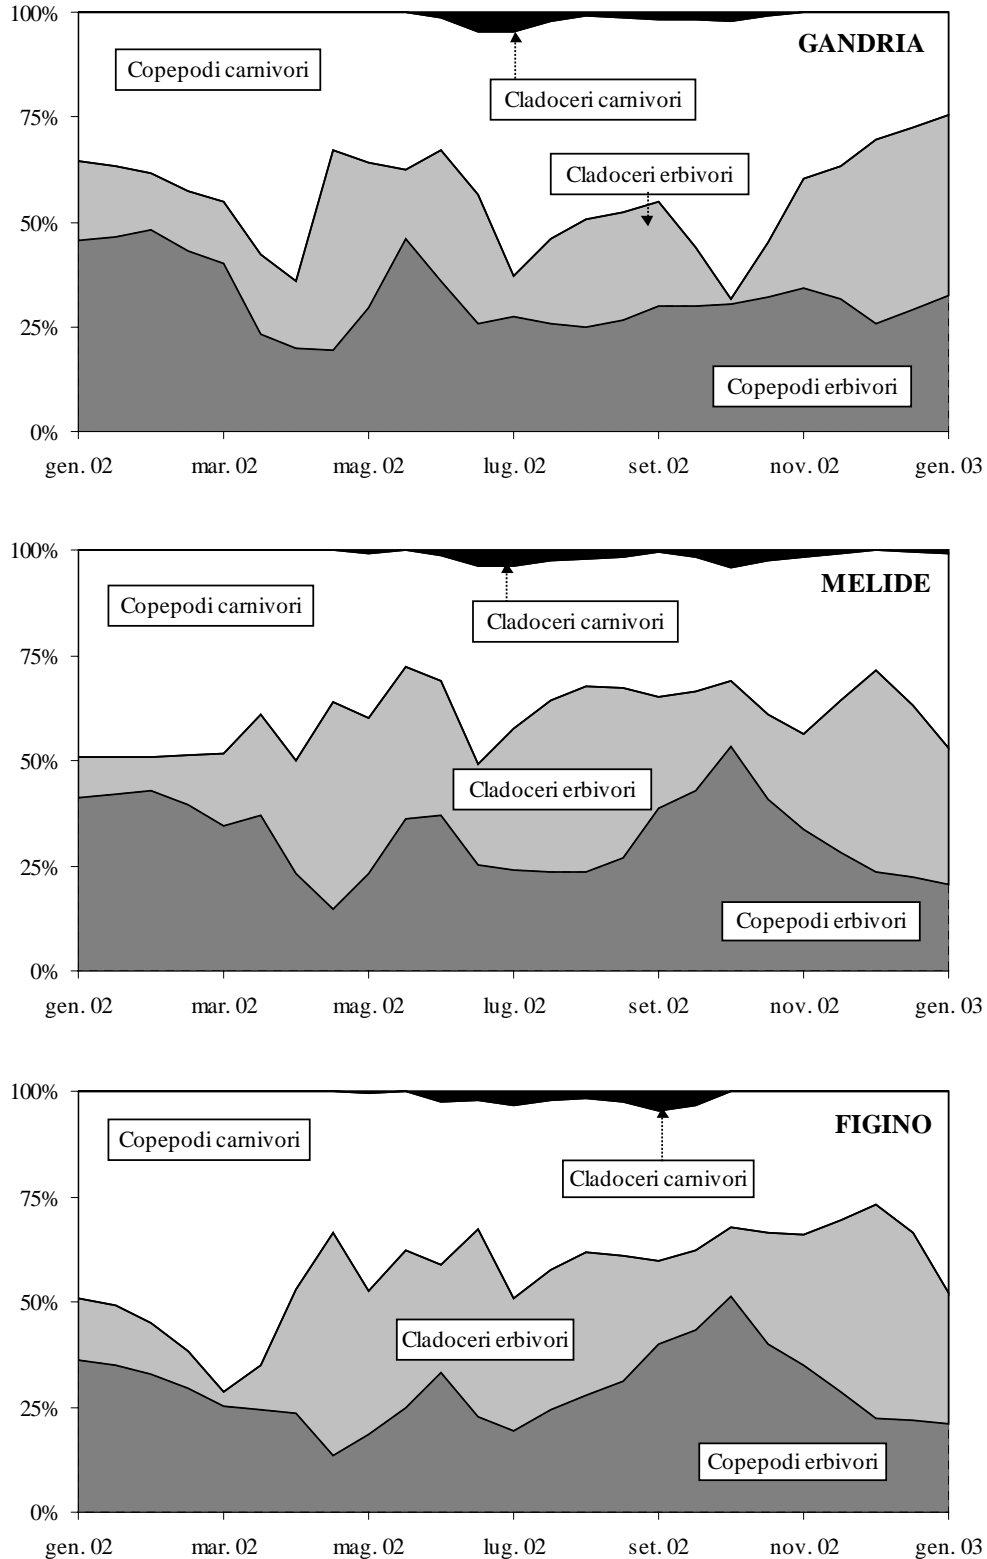 100%
GANDRIA
Copepodi carnivori
Cladoceri carnivori
75%
Cladoceri erbivori
50%
25%
Copepodi erbivori
0%
gen. 02 mar. 02 mag. 02 lug. 02 set. 02 nov. 02 gen. 03
100%
MELIDE
Copepodi carnivori
Cladoceri carnivori
75%
50%
Cladoceri erbivori
25%
Copepodi erbivori
0%
gen. 02 mar. 02 mag. 02 lug. 02 set. 02 nov. 02 gen. 03
100%
FIGINO
Copepodi carnivori
Cladoceri carnivori
75%
50%
Cladoceri erbivori
25%
Copepodi erbivori
0%
gen. 02 mar. 02 mag. 02 lug. 02 set. 02 nov. 02 gen. 03